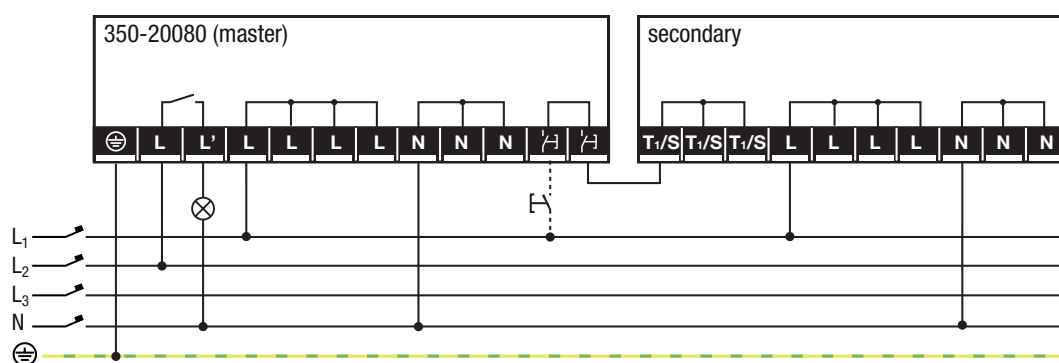 350-20080 (master) secondary
L L' L L L L N N N T₁/S T₁/S T₁/S L L L L N N N
L₁
L₂
L₃
N